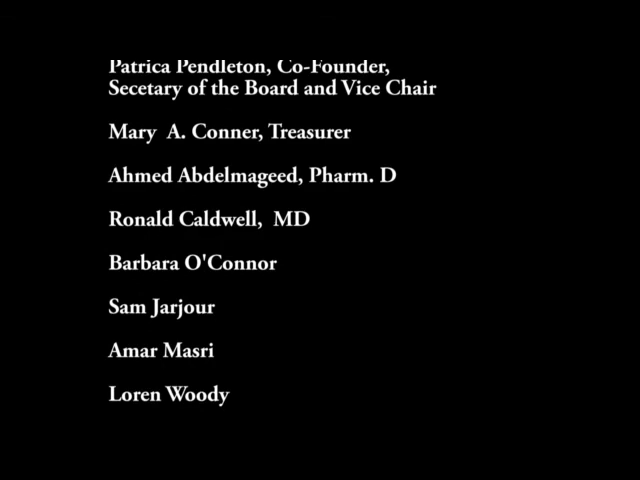 Patrica Pendleton, Co-Founder,
Secetary of the Board and Vice Chair
Mary  A. Conner, Treasurer
Ahmed Abdelmageed, Pharm. D
Ronald Caldwell,  MD
Barbara O'Connor
Sam Jarjour
Amar Masri
Loren Woody